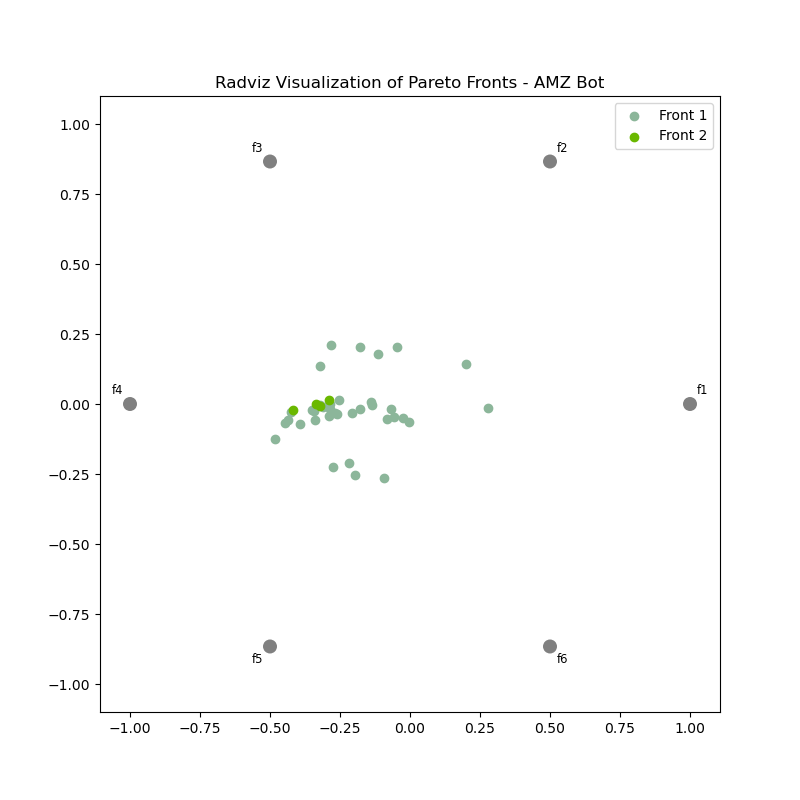 Radviz Visualization of Pareto Fronts - AMZ Bot
Front 1
Front 2
1.00
0.75
0.50
0.25
0.00
−0.25
−0.50
−0.75
−1.00
f3
f2
f4
f1
f5
f6
−1.00 −0.75 −0.50 −0.25 0.00 0.25 0.50 0.75 1.00